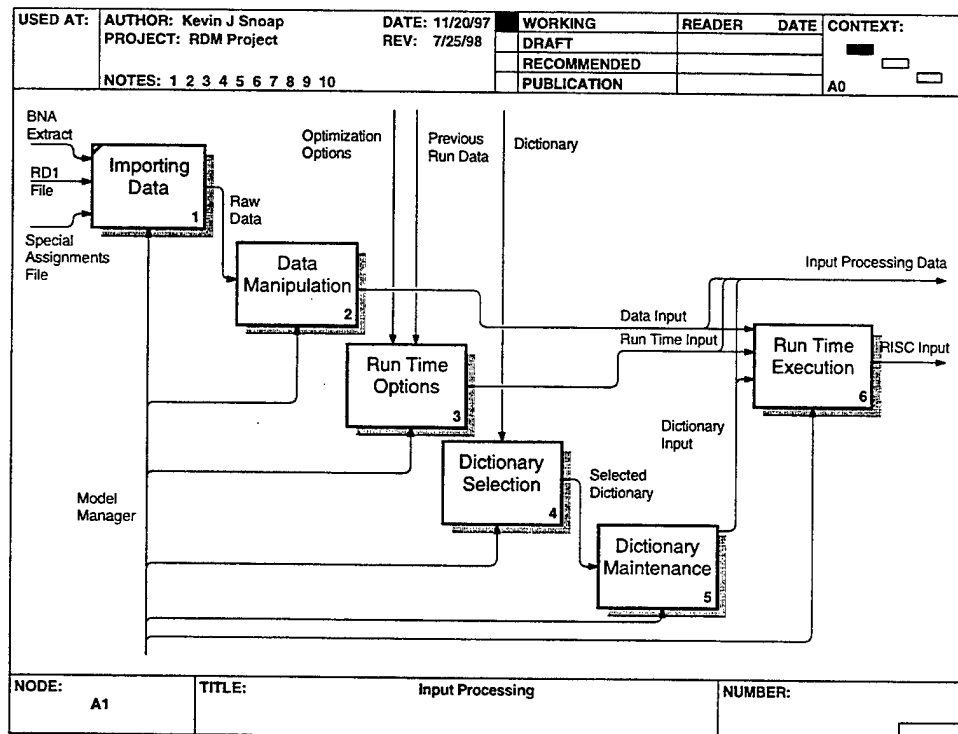 USED AT:
AUTHOR: Kevin J Snoap
DATE: 11/20/97
WORKING
READER
DATE
CONTEXT:
PROJECT: RDM Project
REV: 7/25/98
DRAFT
RECOMMENDED
NOTES: 1 2 3 4 5 6 7 8 9 10
PUBLICATION
A0
BNA
Extract
RD1
File
Special
Assignments
File
Importing
Data
1
Raw
Data
Optimization
Options
Previous
Run Data
Dictionary
Data
Manipulation
2
Input Processing Data
Data Input
Run Time Input
Run Time
Options
3
Run Time
Execution
6
RISC Input
Dictionary
Input
Dictionary
Selection
4
Selected
Dictionary
Model
Manager
Dictionary
Maintenance
5
NODE:
A1
TITLE:
Input Processing
NUMBER: